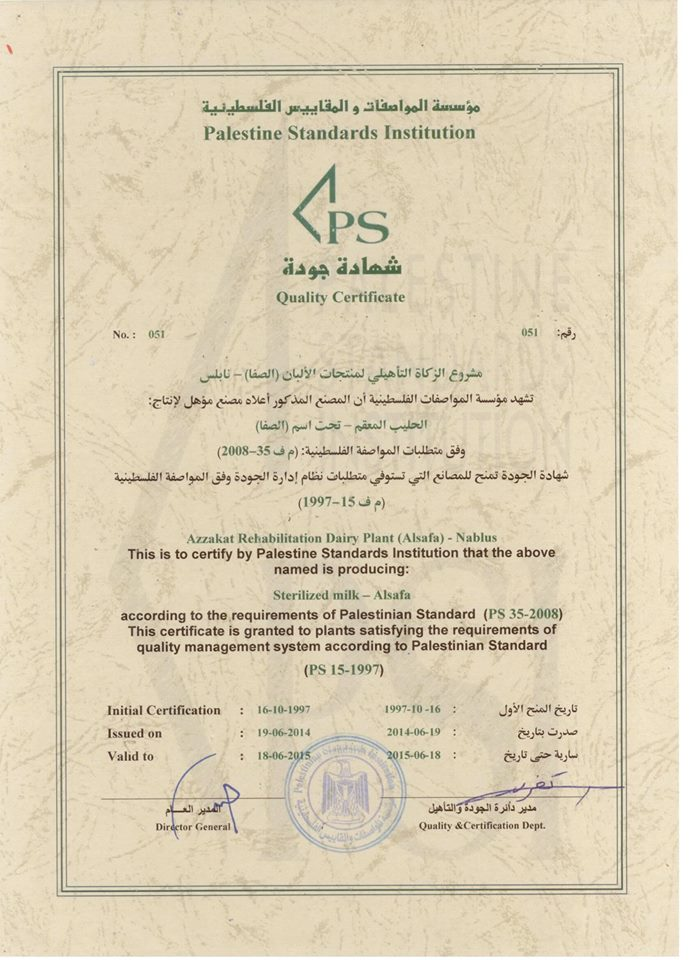 مؤسسة المواصفات و المقاييس الفلسطينية
Palestine Standards Institution
PS
شهادة جودة
Quality Certificate
No. : 051
رقم: 051
مشروع الزكاة التأهيلي لمنتجات الألبان (الصفا) – نابلس
تشهد مؤسسة المواصفات الفلسطينية أن المصنع المذكور أعلاه مصنع مؤهل لإنتاج:
الحليب المعقم – تحت اسم (الصفا)
وفق متطلبات المواصفة الفلسطينية: (م ف 35-2008)
شهادة الجودة تمنح للمصانع التي تستوفي متطلبات نظام إدارة الجودة وفق المواصفة الفلسطينية
(م ف 15-1997)
Azzakat Rehabilitation Dairy Plant (Alsafa) - Nablus
This is to certify by Palestine Standards Institution that the above
named is producing:
Sterilized milk – Alsafa
according to the requirements of Palestinian Standard (PS 35-2008)
This certificate is granted to plants satisfying the requirements of
quality management system according to Palestinian Standard
(PS 15-1997)
Initial Certification : 16-10-1997
تاريخ المنح الأول : 16-10-1997
Issued on : 19-06-2014
صدرت بتاريخ : 19-06-2014
Valid to : 18-06-2015
سارية حتى تاريخ : 18-06-2015
المدير العام
Director General
مدير دائرة الجودة والتأهيل
Quality &Certification Dept.
Palestinian Standards Institution
مؤسسة المواصفات والمقاييس الفلسطينية